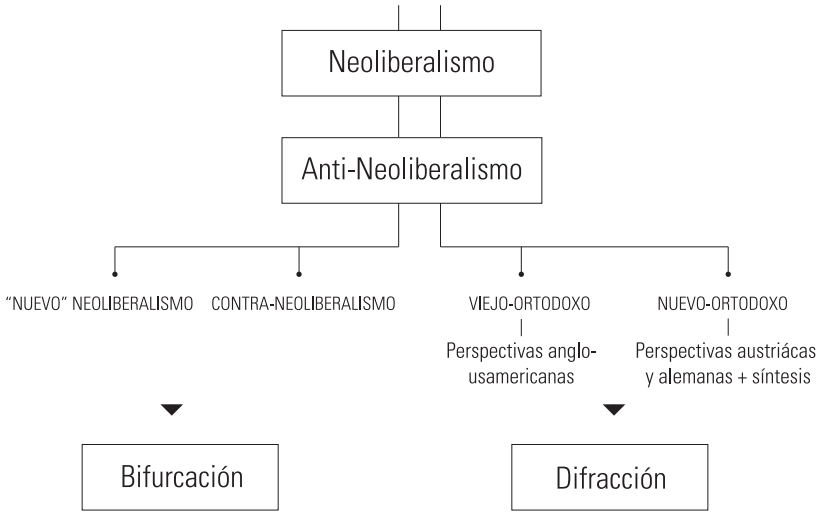 Neoliberalismo
Anti-Neoliberalismo
“NUEVO” NEOLIBERALISMO
CONTRA-NEOLIBERALISMO
VIEJO-ORTODOXO
NUEVO-ORTODOXO
Perspectivas anglo-
usamericanas
Perspectivas austriácas
y alemanas + síntesis
Bifurcación
Difracción